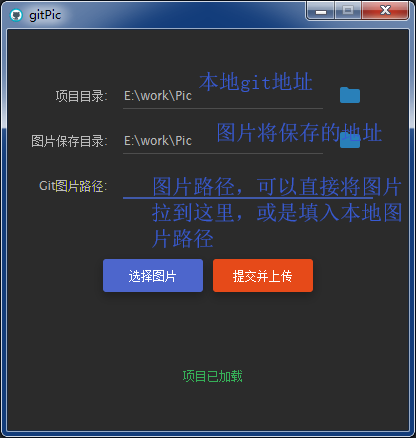 gitPic
本地git地址
项目目录: E:\work\Pic
图片将保存的地址
图片保存目录: E:\work\Pic
Git图片路径:
图片路径，可以直接将图片
拉到这里，或是填入本地图
片路径
选择图片 提交并上传
项目已加载